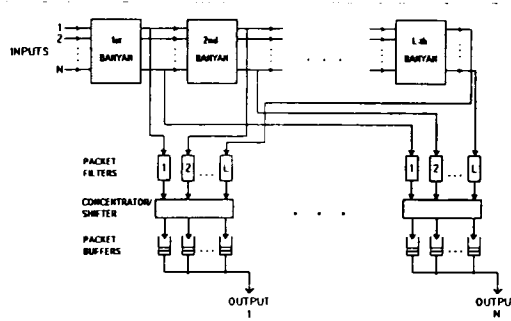 1
2
INPUTS
N
1st
BANYAN
2nd
BANYAN
L-th
BANYAN
PACKET
FILTERS
1 2 L
1 2 L
CONCENTRATOR/
SHIFTER
PACKET
BUFFERS
OUTPUT
1
OUTPU
N